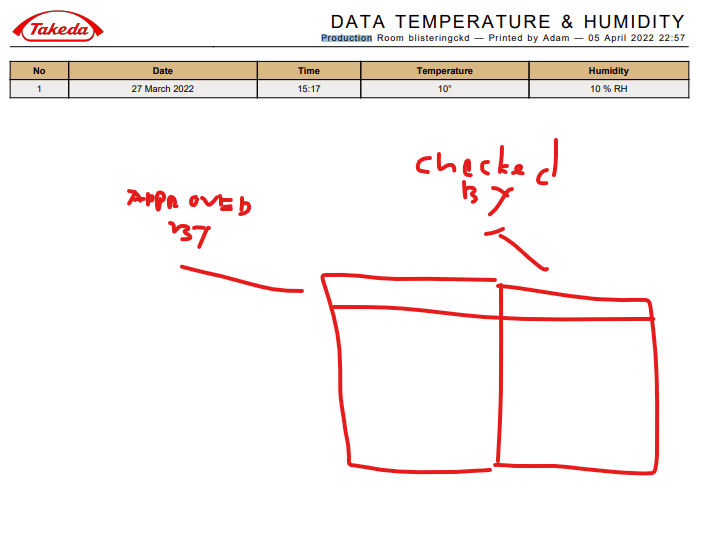 Takeda
DATA TEMPERATURE & HUMIDITY
Production Room blisteringckd — Printed by Adam — 05 April 2022 22:57
No Date Time Temperature Humidity
1 27 March 2022 15:17 10° 10 % RH
checked
BY
Approved
BY